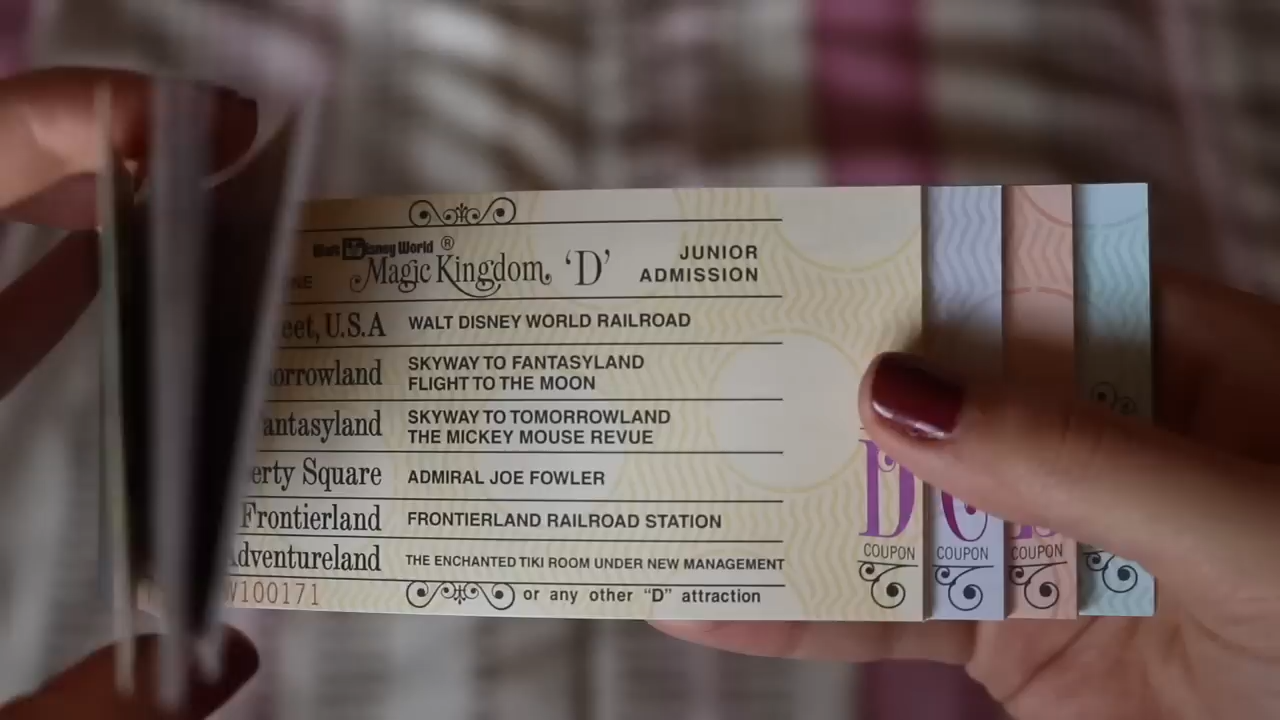 Walt Disney World ®
Magic Kingdom, ‘D’
JUNIOR
ADMISSION
NE
eet, U.S.A WALT DISNEY WORLD RAILROAD
orrowland SKYWAY TO FANTASYLAND
FLIGHT TO THE MOON
antasyland SKYWAY TO TOMORROWLAND
THE MICKEY MOUSE REVUE
erty Square ADMIRAL JOE FOWLER
Frontierland FRONTIERLAND RAILROAD STATION
Adventureland THE ENCHANTED TIKI ROOM UNDER NEW MANAGEMENT
W100171 or any other “D” attraction
D
COUPON
C
COUPON
COUPON